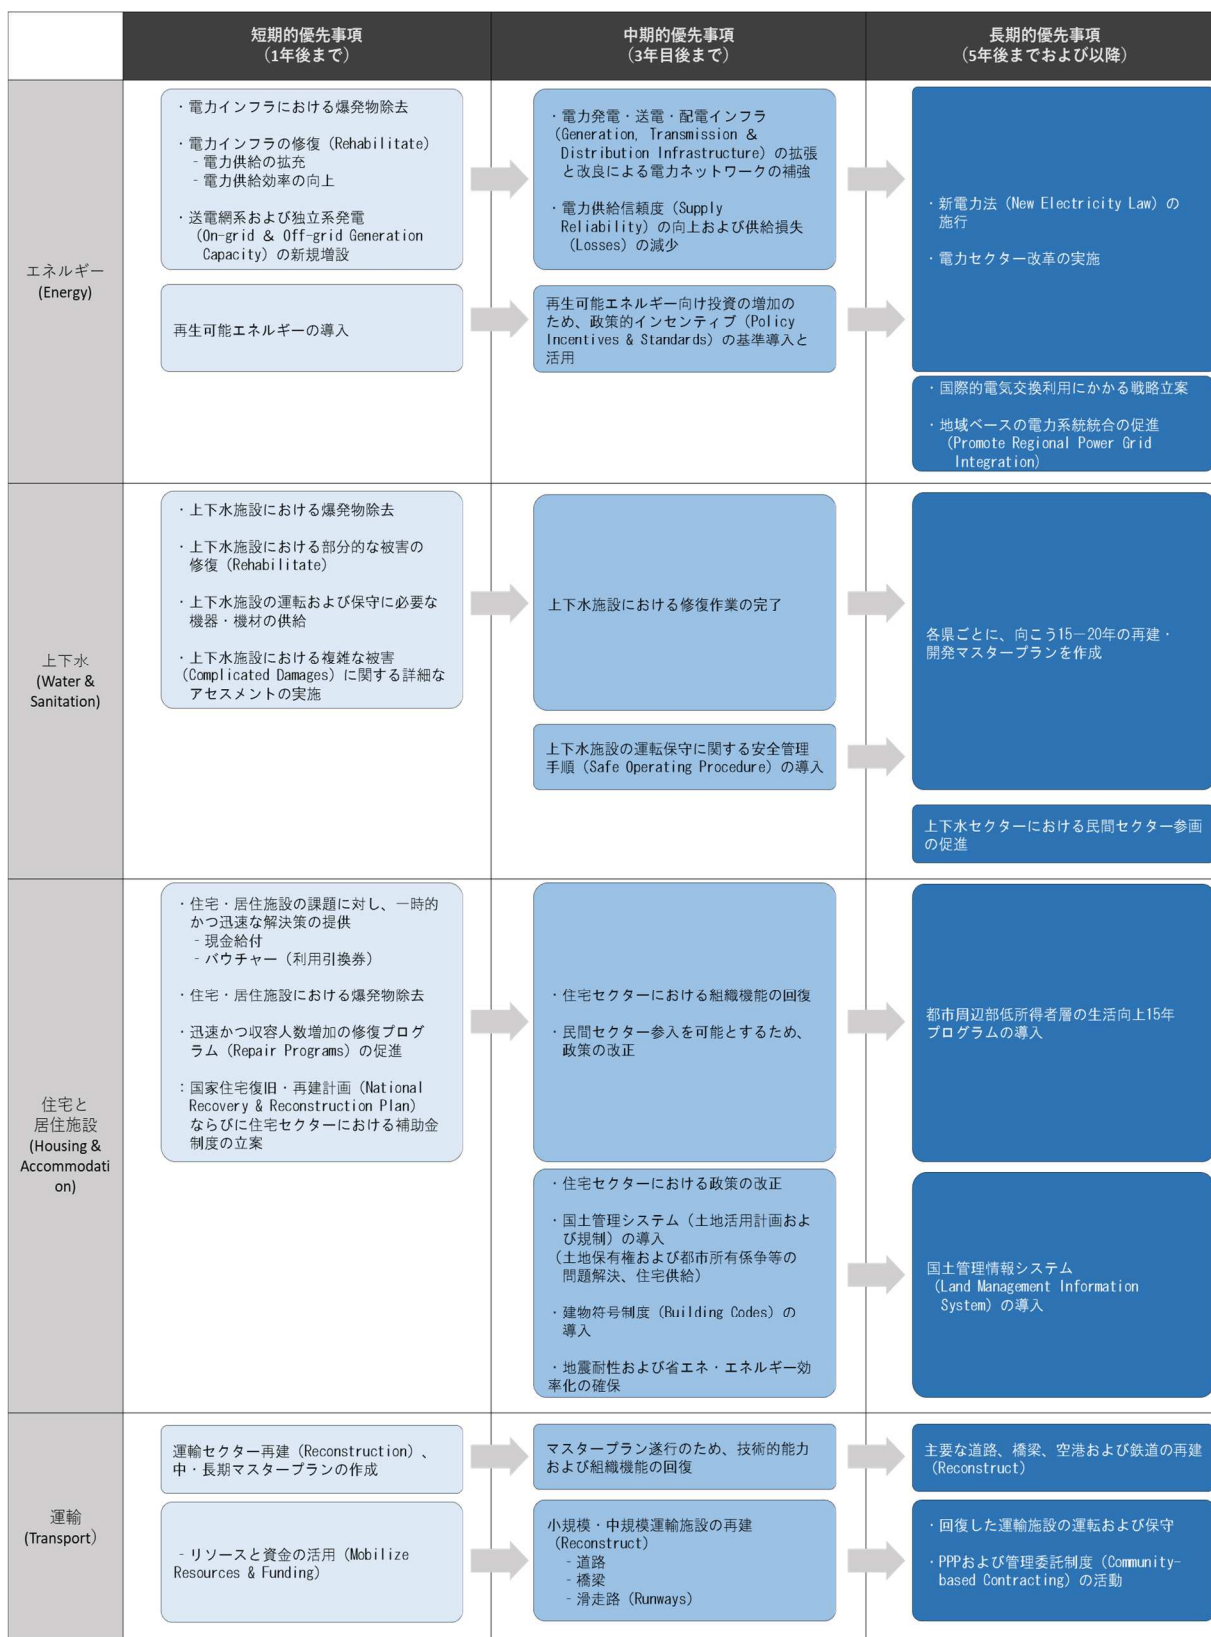 短期的優先事項
（1年後まで）
中期的優先事項
（3年目後まで）
長期的優先事項
（5年後までおよび以降）
エネルギー
(Energy)
・電力インフラにおける爆発物除去
・電力インフラの修復（Rehabilitate）
- 電力供給の拡充
- 電力供給効率の向上
・送電網系および独立系発電
（On-grid & Off-grid Generation
Capacity）の新規増設
・電力発電・送電・配電インフラ
（Generation, Transmission &
Distribution Infrastructure）の拡張
と改良による電力ネットワークの補強
・電力供給信頼度（Supply
Reliability）の向上および供給損失
（Losses）の減少
・新電力法（New Electricity Law）の
施行
・電力セクター改革の実施
再生可能エネルギーの導入
再生可能エネルギー向け投資の増加の
ため、政策的インセンティブ（Policy
Incentives & Standards）の基準導入と
活用
・国際的電気交換利用にかかる戦略立案
・地域ベースの電力系統統合の促進
（Promote Regional Power Grid
Integration）
上下水
(Water &
Sanitation)
・上下水施設における爆発物除去
・上下水施設における部分的な被害の
修復（Rehabilitate）
・上下水施設の運転および保守に必要な
機器・機材の供給
・上下水施設における複雑な被害
（Complicated Damages）に関する詳細な
アセスメントの実施
上下水施設における修復作業の完了
各県ごとに、向こう15－20年の再建・
開発マスタープランを作成
上下水施設の運転保守に関する安全管理
手順（Safe Operating Procedure）の導入
上下水セクターにおける民間セクター参画
の促進
住宅と
居住施設
(Housing &
Accommodati
on)
・住宅・居住施設の課題に対し、一時的
かつ迅速な解決策の提供
- 現金給付
- バウチャー（利用引換券）
・住宅・居住施設における爆発物除去
・迅速かつ収容人数増加の修復プログ
ラム（Repair Programs）の促進
：国家住宅復旧・再建計画（National
Recovery & Reconstruction Plan）
ならびに住宅セクターにおける補助金
制度の立案
・住宅セクターにおける組織機能の回復
・民間セクター参入を可能とするため、
政策の改正
都市周辺部低所得者層の生活向上15年
プログラムの導入
・住宅セクターにおける政策の改正
・国土管理システム（土地活用計画およ
び規制）の導入
（土地保有権および都市所有係争等の
問題解決、住宅供給）
・建物符号制度（Building Codes）の
導入
・地震耐性および省エネ・エネルギー効
率化の確保
国土管理情報システム
（Land Management Information
System）の導入
運輸
(Transport)
運輸セクター再建（Reconstruction）、
中・長期マスタープランの作成
マスタープラン遂行のため、技術的能力
および組織機能の回復
主要な道路、橋梁、空港および鉄道の再建
（Reconstruct）
- リソースと資金の活用（Mobilize
Resources & Funding）
小規模・中規模運輸施設の再建
（Reconstruct）
- 道路
- 橋梁
- 滑走路（Runways）
・回復した運輸施設の運転および保守
・PPPおよび管理委託制度（Community-
based Contracting）の活動